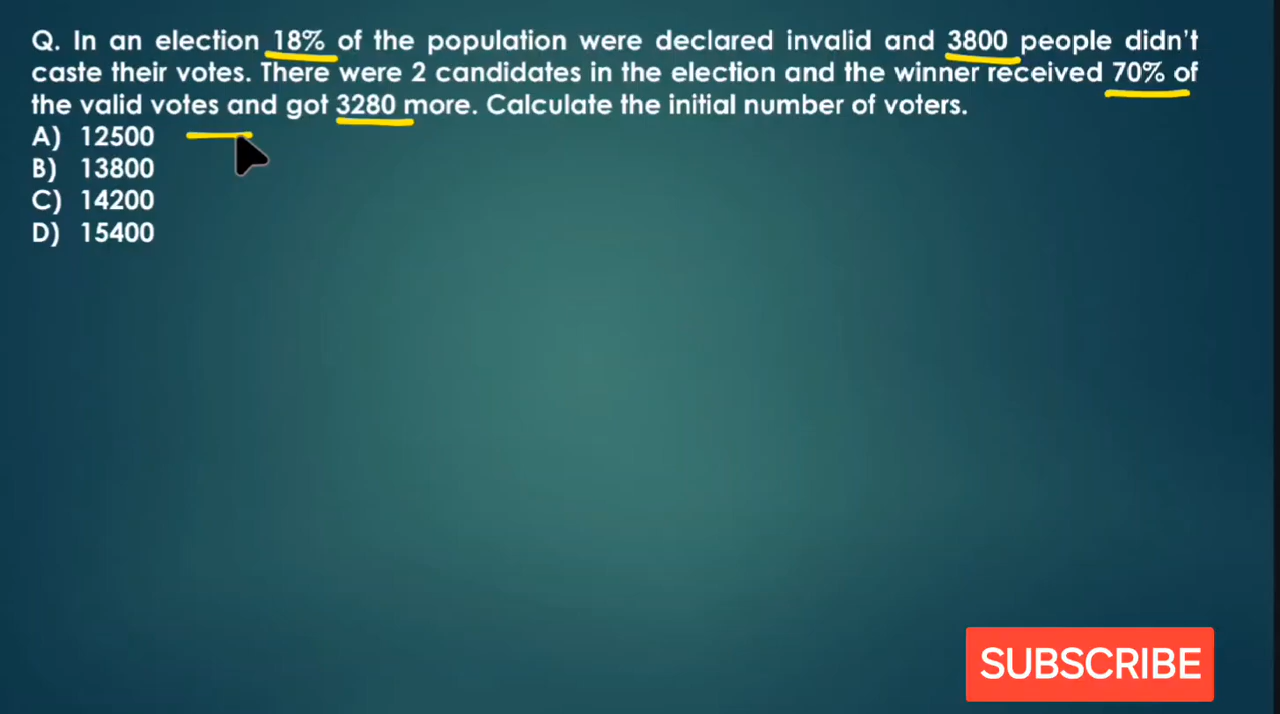 Q. In an election 18% of the population were declared invalid and 3800 people didn't
caste their votes. There were 2 candidates in the election and the winner received 70% of
the valid votes and got 3280 more. Calculate the initial number of voters.
A) 12500
B) 13800
C) 14200
D) 15400
SUBSCRIBE